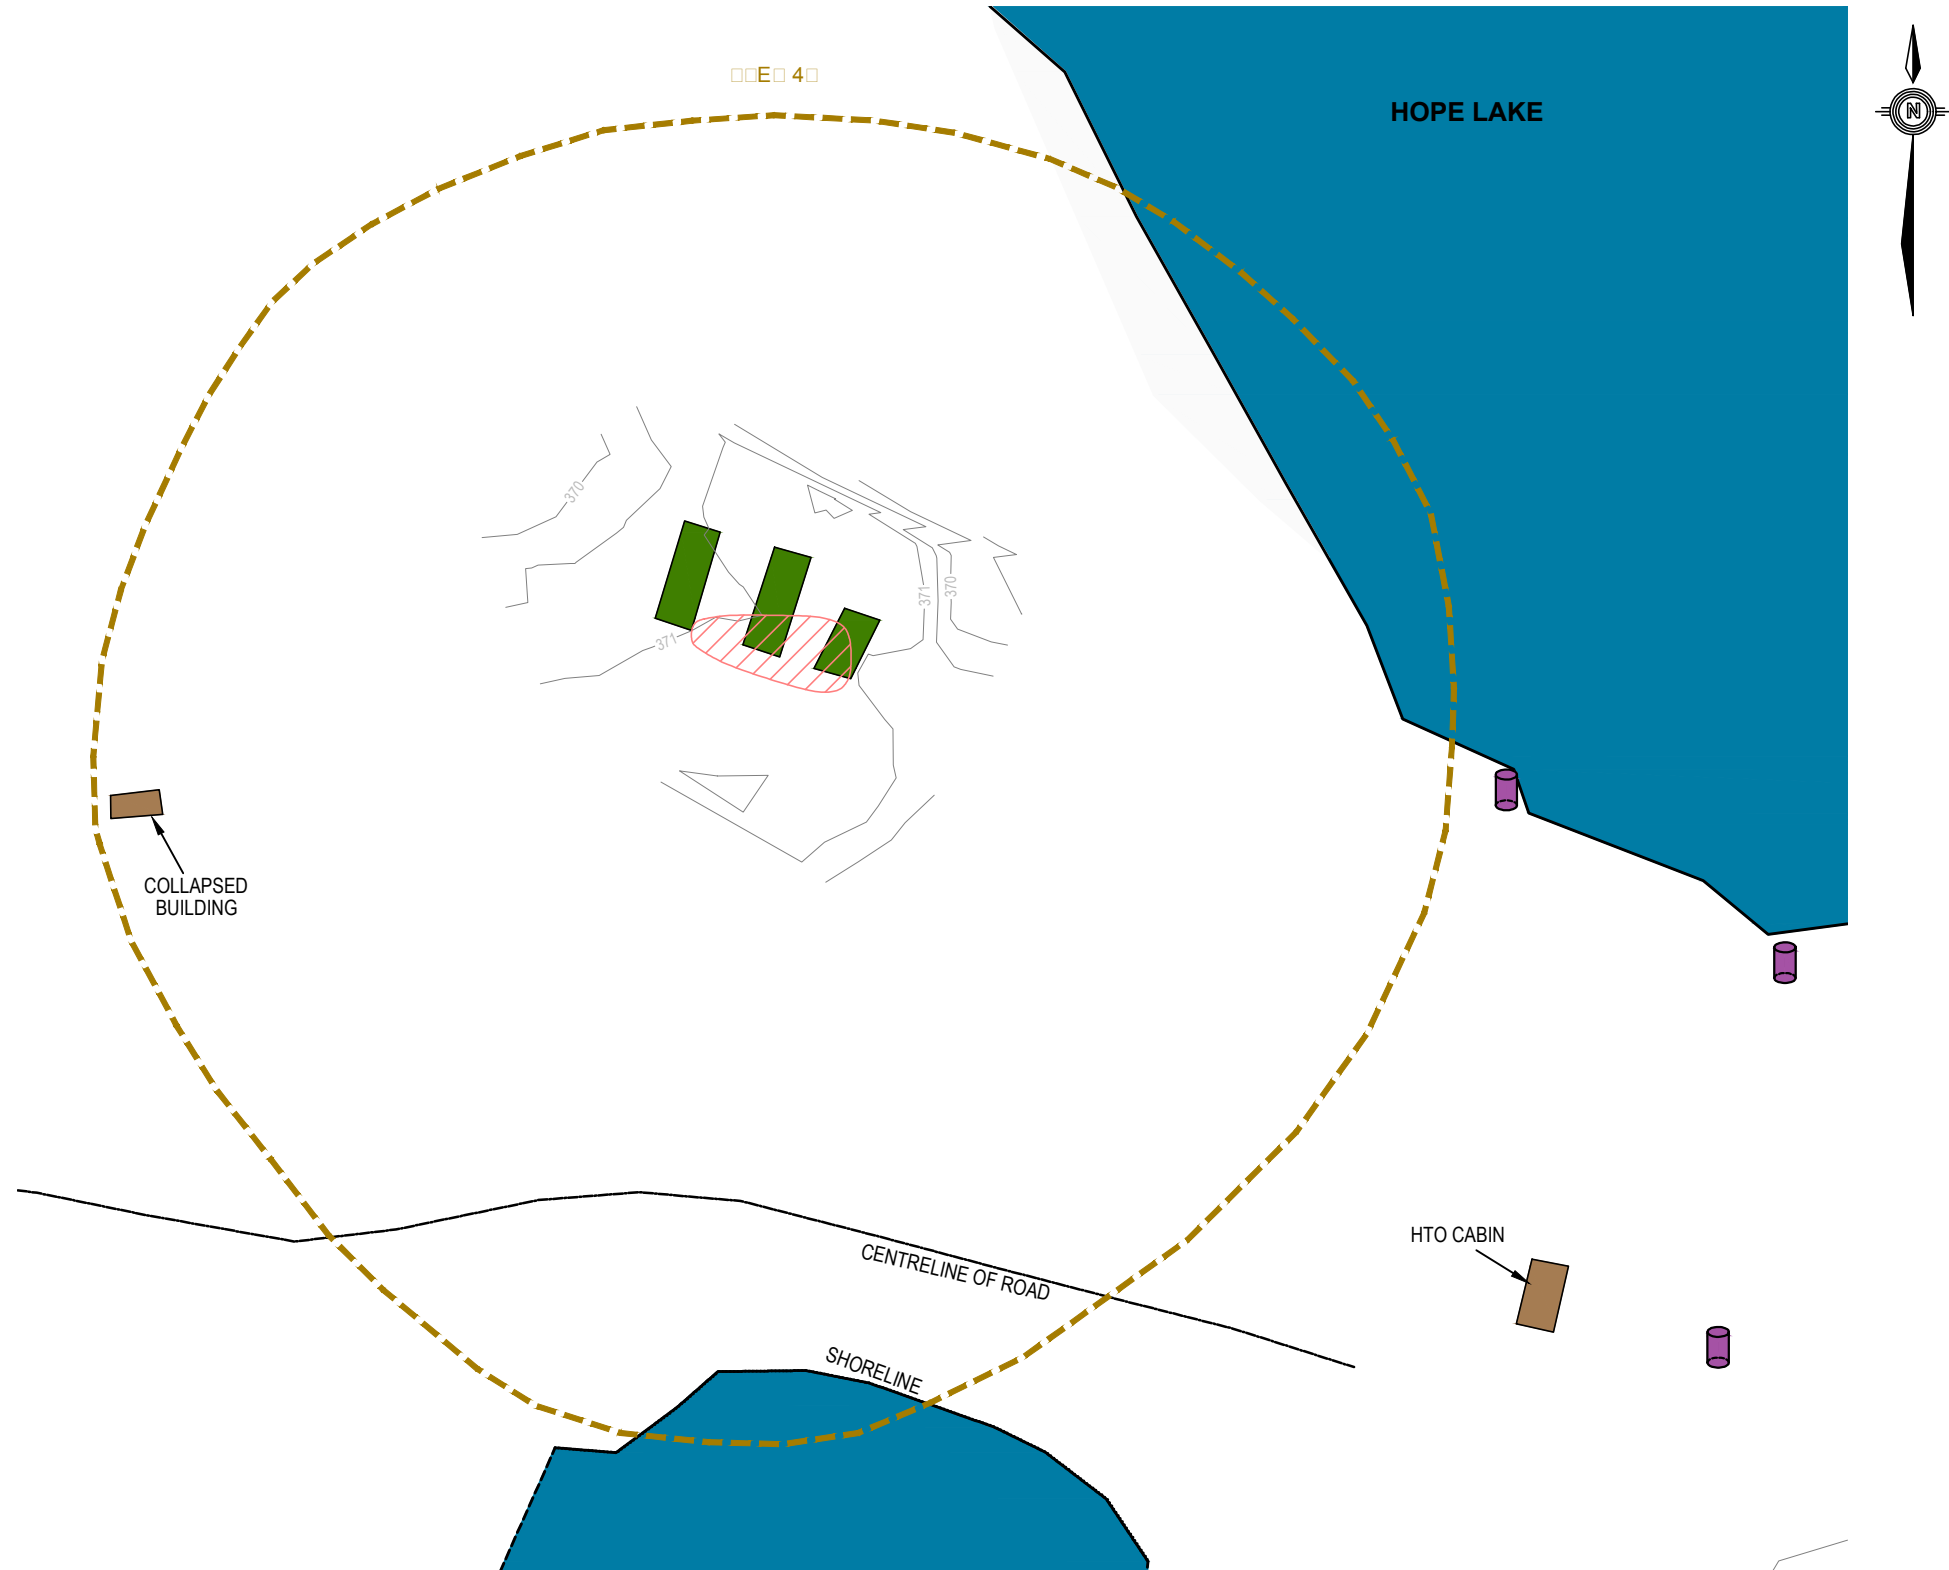 HOPE LAKE
N
370
371
370
371
COLLAPSED
BUILDING
HTO CABIN
CENTRELINE OF ROAD
SHORELINE